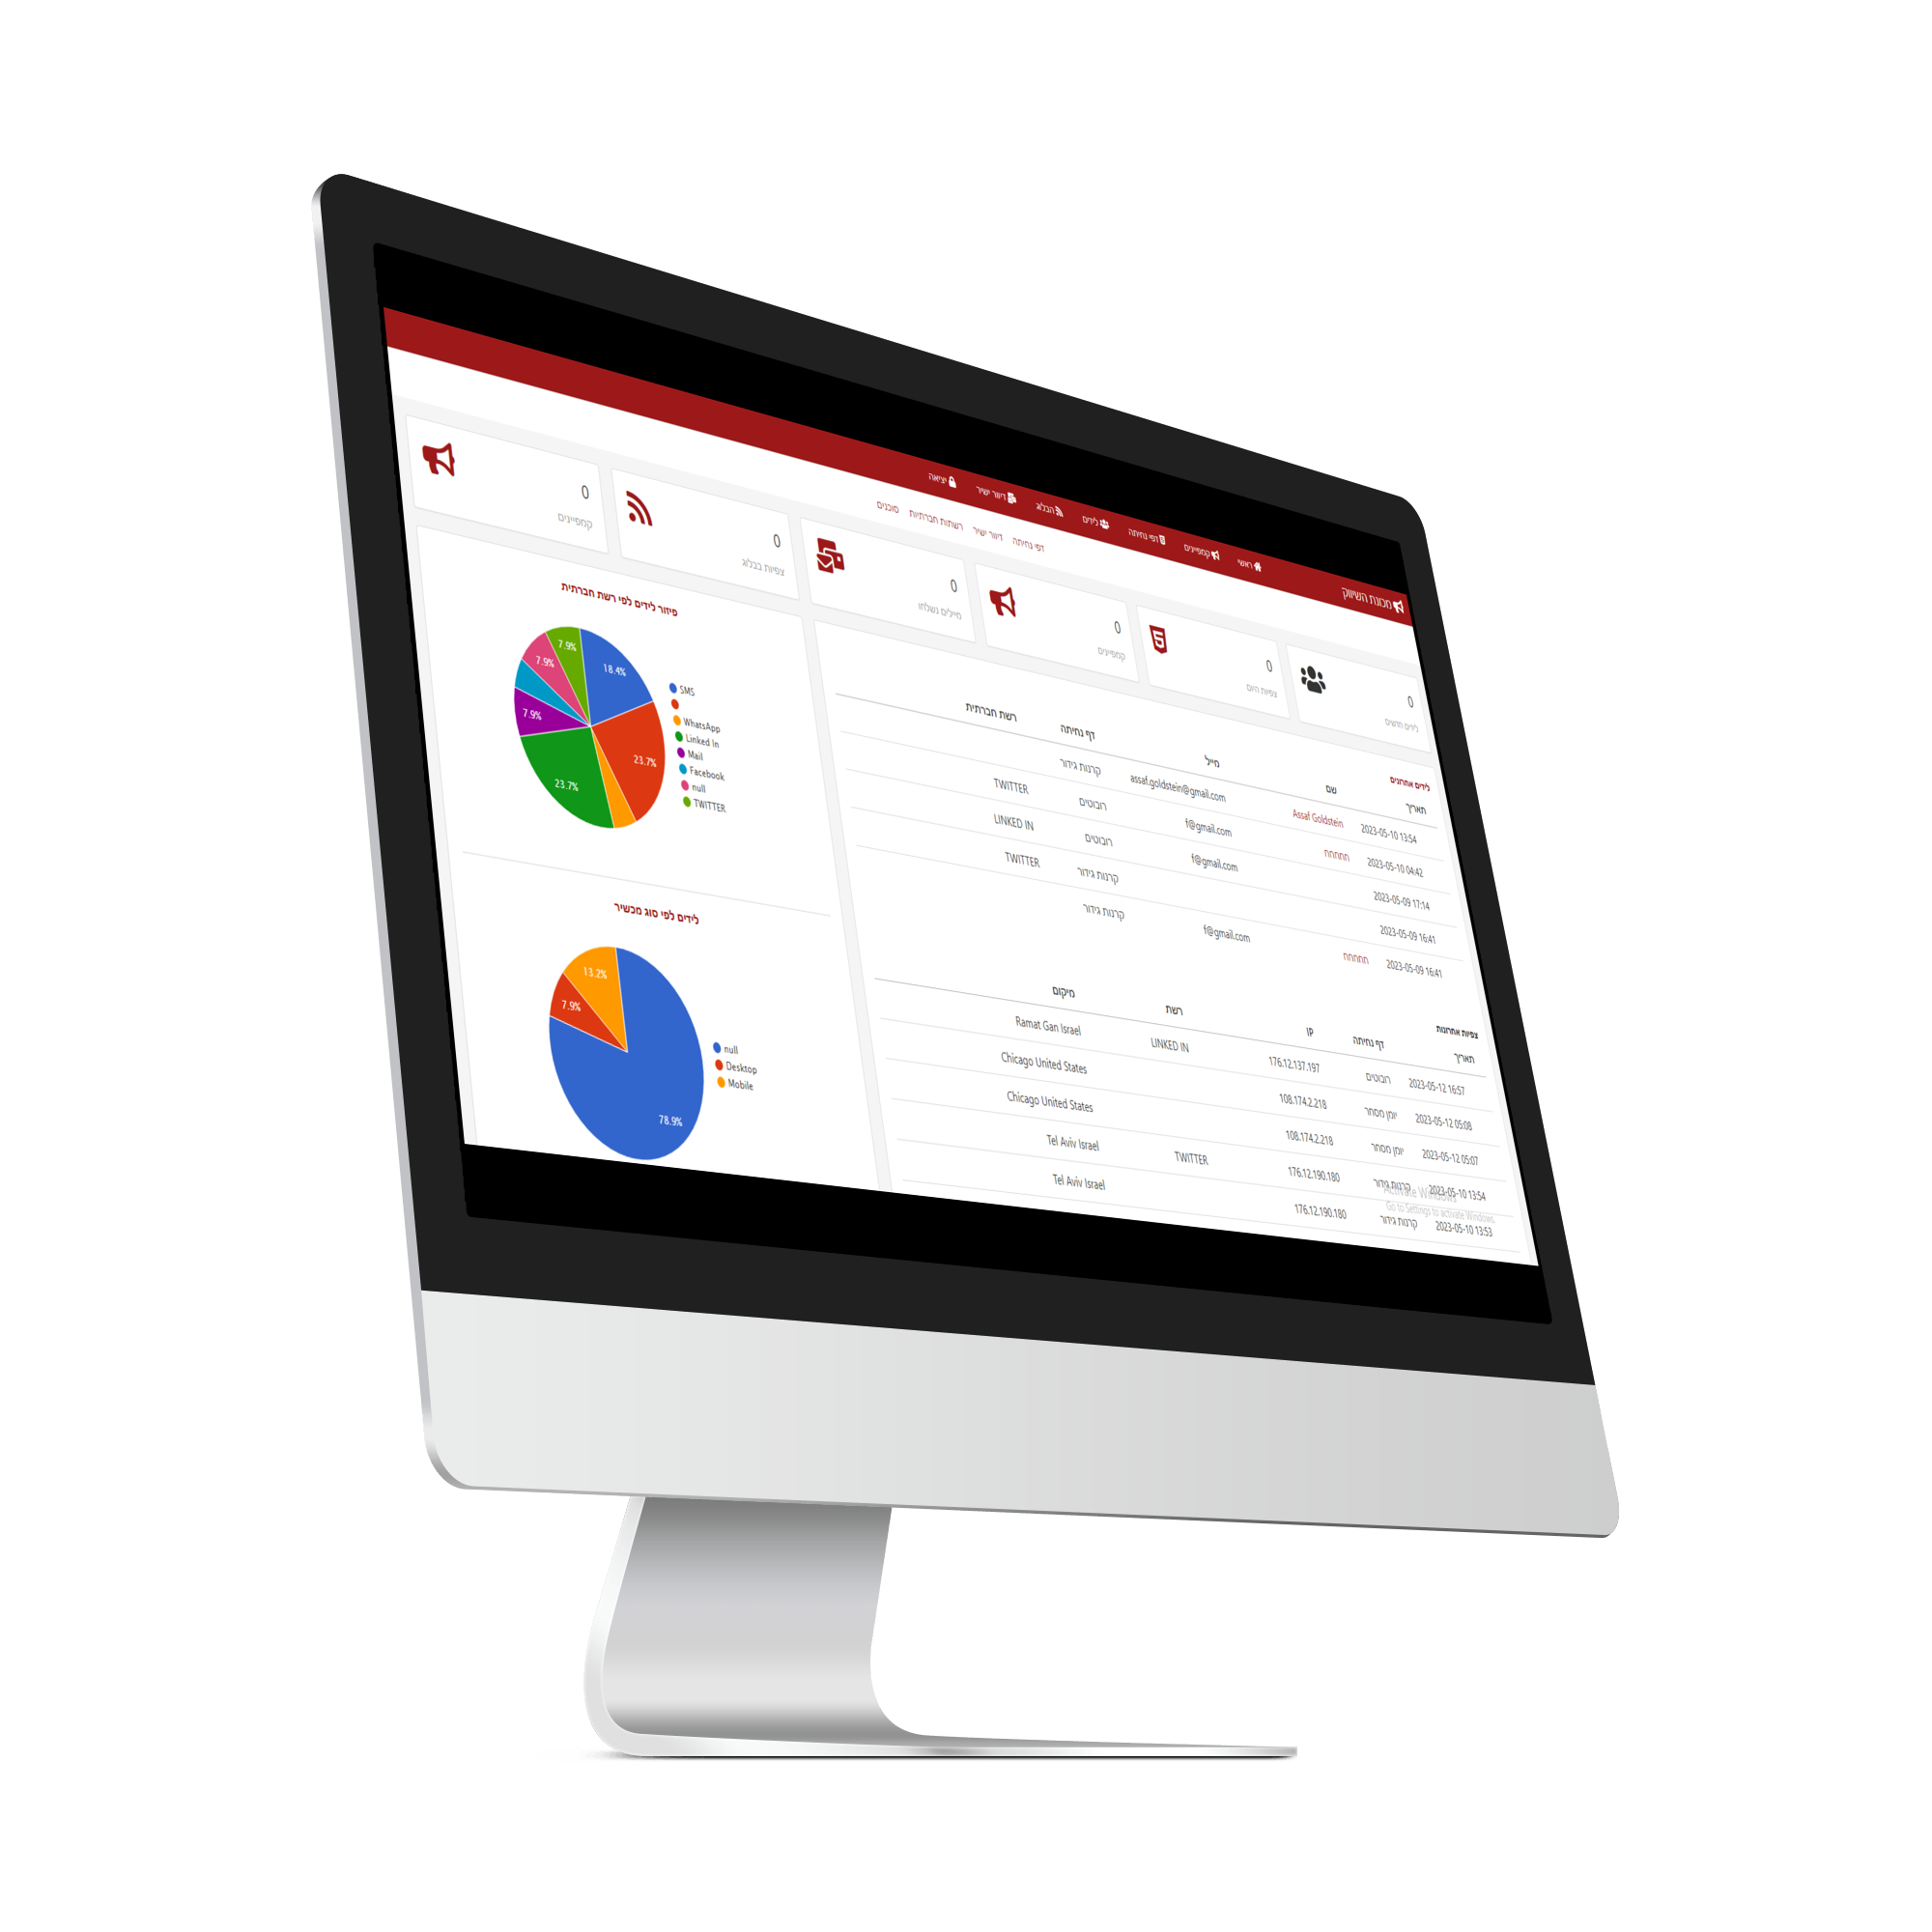 מכונת השיווק
ראשי קמפיינים דפי נחיתה לידים הבלוג דיוור ישיר יציאה
דפי נחיתה דיוור ישיר רשתות חברתיות סוכנים
0
לידים חדשים
0
צפיות היום
0
קמפיינים
0
מיילים נשלחו
0
צפיות בבלוג
0
קמפיינים
לידים אחרונים
תאריך שם מייל דף נחיתה רשת חברתית
2023-05-10 13:54 Assaf Goldstein assaf.goldstein@gmail.com קרנות גידור
2023-05-10 04:42 חחחחח f@gmail.com רובוטים TWITTER
2023-05-09 17:14 f@gmail.com רובוטים LINKED IN
2023-05-09 16:41 קרנות גידור TWITTER
2023-05-09 16:41 חחחחח f@gmail.com קרנות גידור
צפיות אחרונות
תאריך דף נחיתה קן רשת מיקום
2023-05-12 16:57 רובוטים 176.12.137.197 LINKED IN Ramat Gan Israel
2023-05-12 05:08 יומן מסחר 108.174.2.218 Chicago United States
2023-05-12 05:07 יומן מסחר 108.174.2.218 Chicago United States
2023-05-10 13:54 קרנות גידור 176.12.190.180 TWITTER Tel Aviv Israel
2023-05-10 13:53 קרנות גידור 176.12.190.180 Tel Aviv Israel
Activate Windows
Go to Settings to activate Windows.
פיזור לידים לפי רשת חברתית
18.4%
23.7%
23.7%
7.9%
7.9%
7.9%
SMS
WhatsApp
Linked In
Mail
Facebook
null
TWITTER
לידים לפי סוג מכשיר
13.2%
7.9%
78.9%
null
Desktop
Mobile